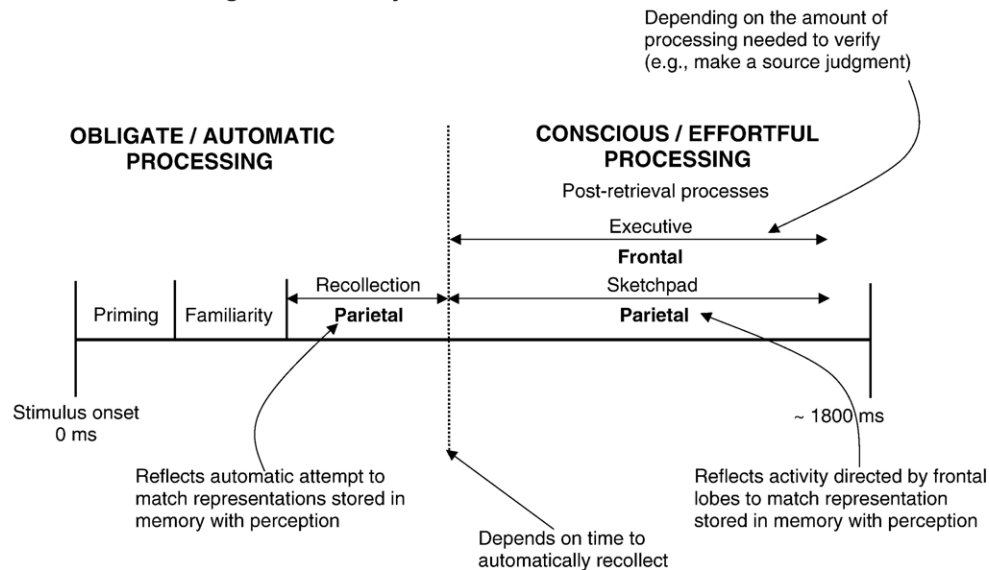 Depending on the amount of
processing needed to verify
(e.g., make a source judgment)
OBLIGATE / AUTOMATIC
PROCESSING
CONSCIOUS / EFFORTFUL
PROCESSING
Post-retrieval processes
Executive
Frontal
Priming
Familiarity
Recollection
Parietal
Sketchpad
Parietal
Stimulus onset
0 ms
~ 1800 ms
Reflects automatic attempt to
match representations stored in
memory with perception
Depends on time to
automatically recollect
Reflects activity directed by frontal
lobes to match representation
stored in memory with perception